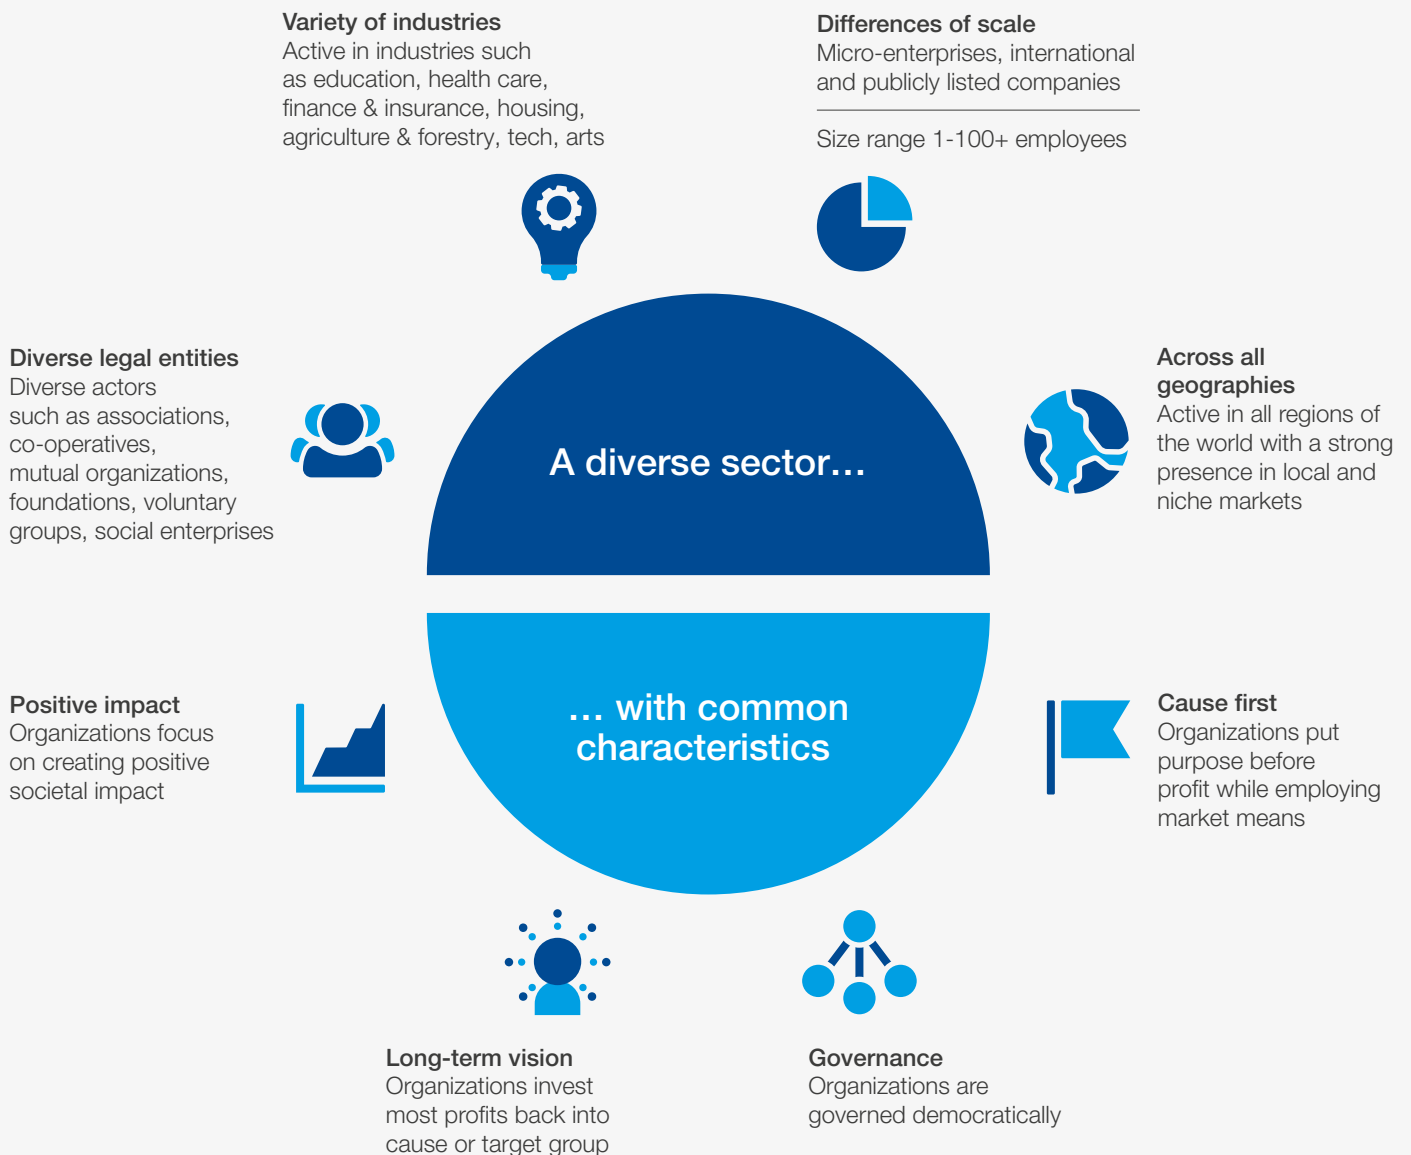 Variety of industries
Active in industries such
as education, health care,
finance & insurance, housing,
agriculture & forestry, tech, arts
Differences of scale
Micro-enterprises, international
and publicly listed companies
Size range 1-100+ employees
Diverse legal entities
Diverse actors
such as associations,
co-operatives,
mutual organizations,
foundations, voluntary
groups, social enterprises
A diverse sector…
Across all
geographies
Active in all regions of
the world with a strong
presence in local and
niche markets
Positive impact
Organizations focus
on creating positive
societal impact
… with common
characteristics
Cause first
Organizations put
purpose before
profit while employing
market means
Long-term vision
Organizations invest
most profits back into
cause or target group
Governance
Organizations are
governed democratically